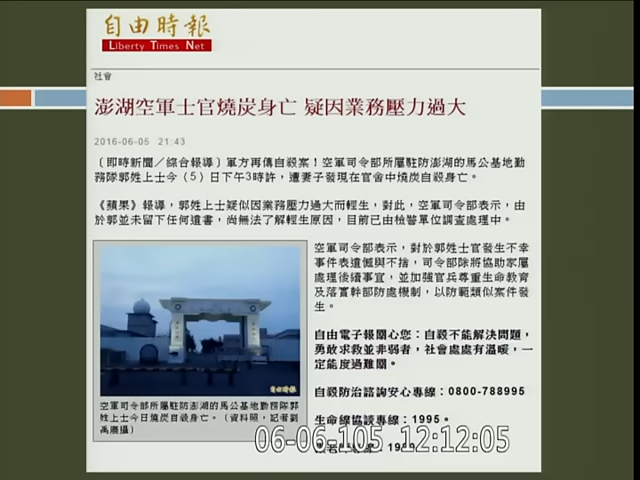 自由時報
Liberty Times Net
社會
澎湖空軍士官燒炭身亡 疑因業務壓力過大
2016-06-05 21:43
〔即時新聞／綜合報導〕軍方再傳自殺案！空軍司令部所屬駐防澎湖的馬公基地勤
務隊郭姓上士今（5）日下午3時許，遭妻子發現在官舍中燒炭自殺身亡。
《蘋果》報導，郭姓上士疑似因業務壓力過大而輕生，對此，空軍司令部表示，由
於郭並未留下任何遺書，尚無法了解輕生原因，目前已由檢警單位調查處理中。
空軍司令部表示，對於郭姓士官發生不幸
事件表遺憾與不捨，司令部除將協助家屬
處理後續事宜，並加強官兵尊重生命教育
及落實幹部防處機制，以防範類似案件發
生。
自由電子報關心您：自殺不能解決問題，
勇敢求救並非弱者，社會處處有溫暖，一
定能度過難關。
自殺防治諮詢安心專線：0800-788995
生命線協談專線：1995。
自由時報
空軍司令部所屬駐防澎湖的馬公基地勤務隊郭
姓上士今日燒炭自殺身亡。（資料照，記者劉
禹慶攝）
06-06-105 12:12:05